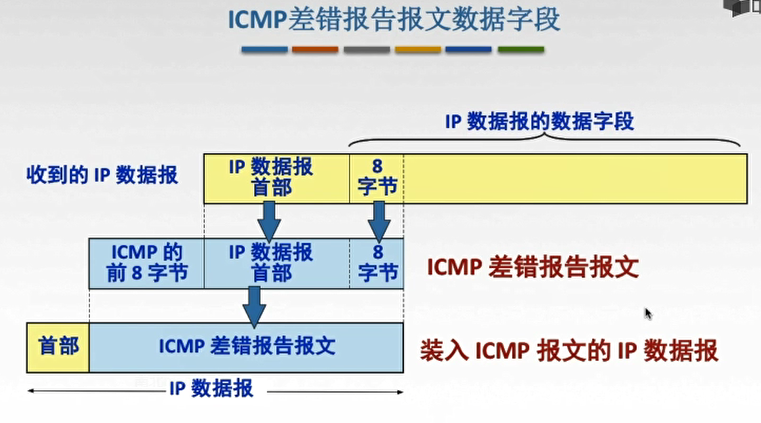 ICMP差错报告报文数据字段
IP 数据报的数据字段
收到的 IP 数据报
IP 数据报
首部
8
字节
ICMP 的
前 8 字节
IP 数据报
首部
8
字节
ICMP 差错报告报文
首部
ICMP 差错报告报文
装入 ICMP 报文的 IP 数据报
IP 数据报